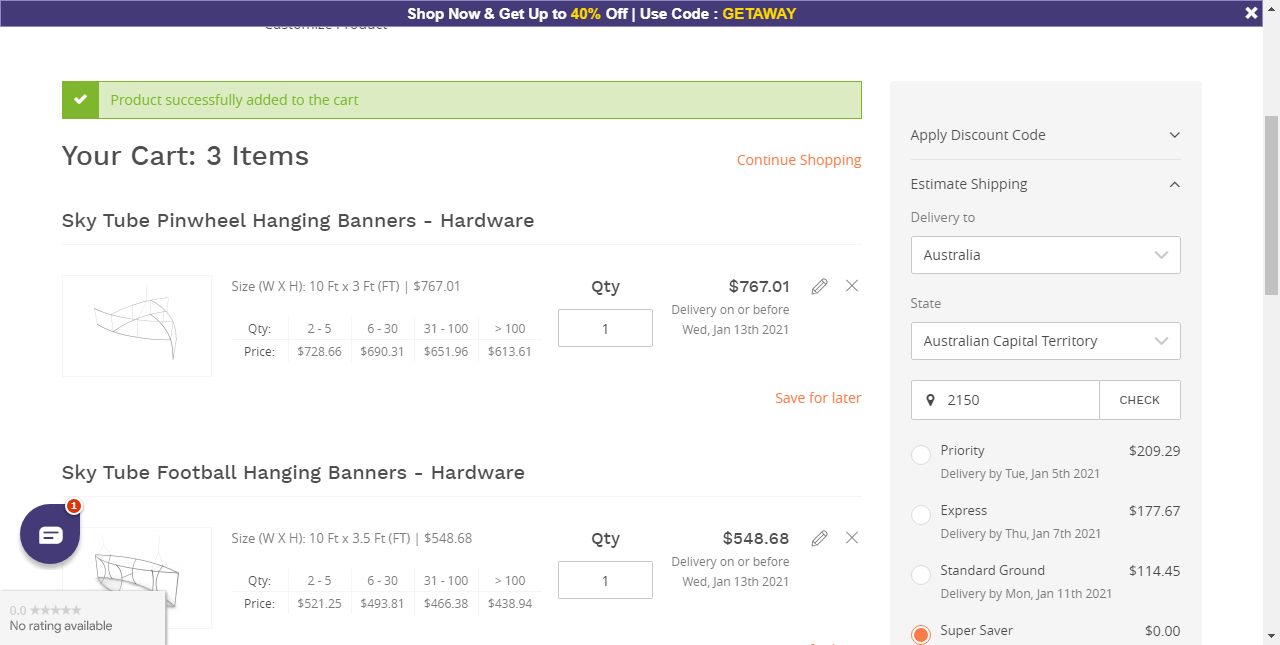 Shop Now & Get Up to 40% Off | Use Code : GETAWAY
Customize Product
Product successfully added to the cart
Your Cart: 3 Items
Continue Shopping
Sky Tube Pinwheel Hanging Banners - Hardware
Size (W X H): 10 Ft x 3 Ft (FT) | $767.01
Qty: 2 - 5 6 - 30 31 - 100 > 100
Price: $728.66 $690.31 $651.96 $613.61
Qty
1
$767.01
Delivery on or before
Wed, Jan 13th 2021
Save for later
Sky Tube Football Hanging Banners - Hardware
Size (W X H): 10 Ft x 3.5 Ft (FT) | $548.68
Qty: 2 - 5 6 - 30 31 - 100 > 100
Price: $521.25 $493.81 $466.38 $438.94
Qty
1
$548.68
Delivery on or before
Wed, Jan 13th 2021
1
0.0
No rating available
Apply Discount Code
Estimate Shipping
Delivery to
Australia
State
Australian Capital Territory
2150
CHECK
Priority $209.29
Delivery by Tue, Jan 5th 2021
Express $177.67
Delivery by Thu, Jan 7th 2021
Standard Ground $114.45
Delivery by Mon, Jan 11th 2021
Super Saver $0.00